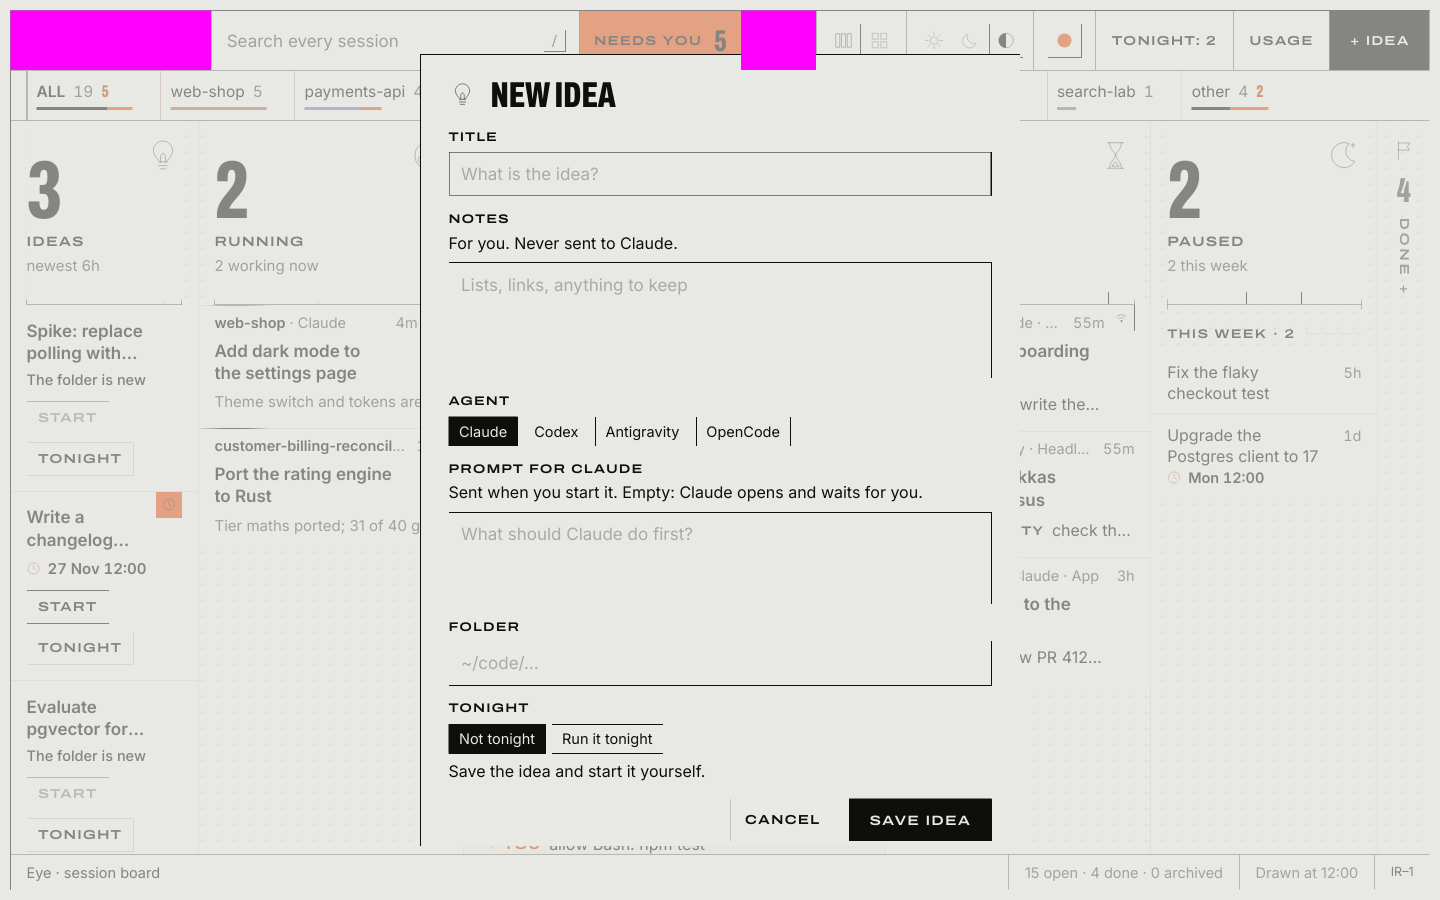 Search every session
/
NEEDS YOU 5
TONIGHT: 2
USAGE
+ IDEA
ALL 19 5
web-shop 5
payments-api
search-lab 1
other 4 2
3
IDEAS
newest 6h
Spike: replace
polling with...
The folder is new
START
TONIGHT
Write a
changelog...
27 Nov 12:00
START
TONIGHT
Evaluate
pgvector for...
The folder is new
START
TONIGHT
2
RUNNING
2 working now
web-shop · Claude 4m
Add dark mode to
the settings page
Theme switch and tokens are
customer-billing-reconcil...
Port the rating engine
to Rust
Tier maths ported; 31 of 40
NEW IDEA
TITLE
What is the idea?
NOTES
For you. Never sent to Claude.
Lists, links, anything to keep
AGENT
Claude
Codex
Antigravity
OpenCode
PROMPT FOR CLAUDE
Sent when you start it. Empty: Claude opens and waits for you.
What should Claude do first?
FOLDER
~/code/...
TONIGHT
Not tonight
Run it tonight
Save the idea and start it yourself.
CANCEL
SAVE IDEA
YOU allow Bash: npm test
55m
write the...
· Headl... 55m
TY check th...
Claude · App 3h
to the
PR 412...
2
PAUSED
2 this week
THIS WEEK · 2
Fix the flaky 5h
checkout test
Upgrade the 1d
Postgres client to 17
Mon 12:00
4
DONE +
Eye · session board
15 open · 4 done · 0 archived
Drawn at 12:00
IR–1